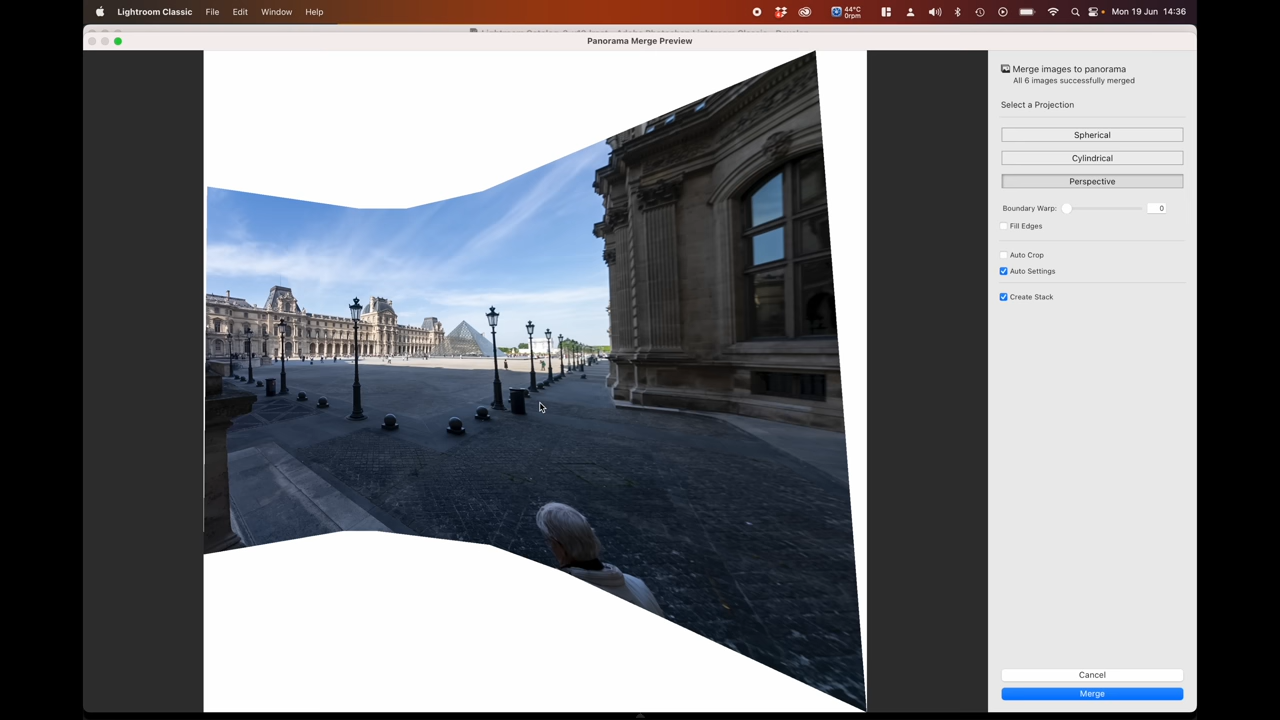 Lightroom Classic File Edit Window Help 44°C 0rpm Mon 19 Jun 14:36
Panorama Merge Preview
Merge images to panorama
All 6 images successfully merged
Select a Projection
Spherical
Cylindrical
Perspective
Boundary Warp: 0
Fill Edges
Auto Crop
Auto Settings
Create Stack
Cancel
Merge